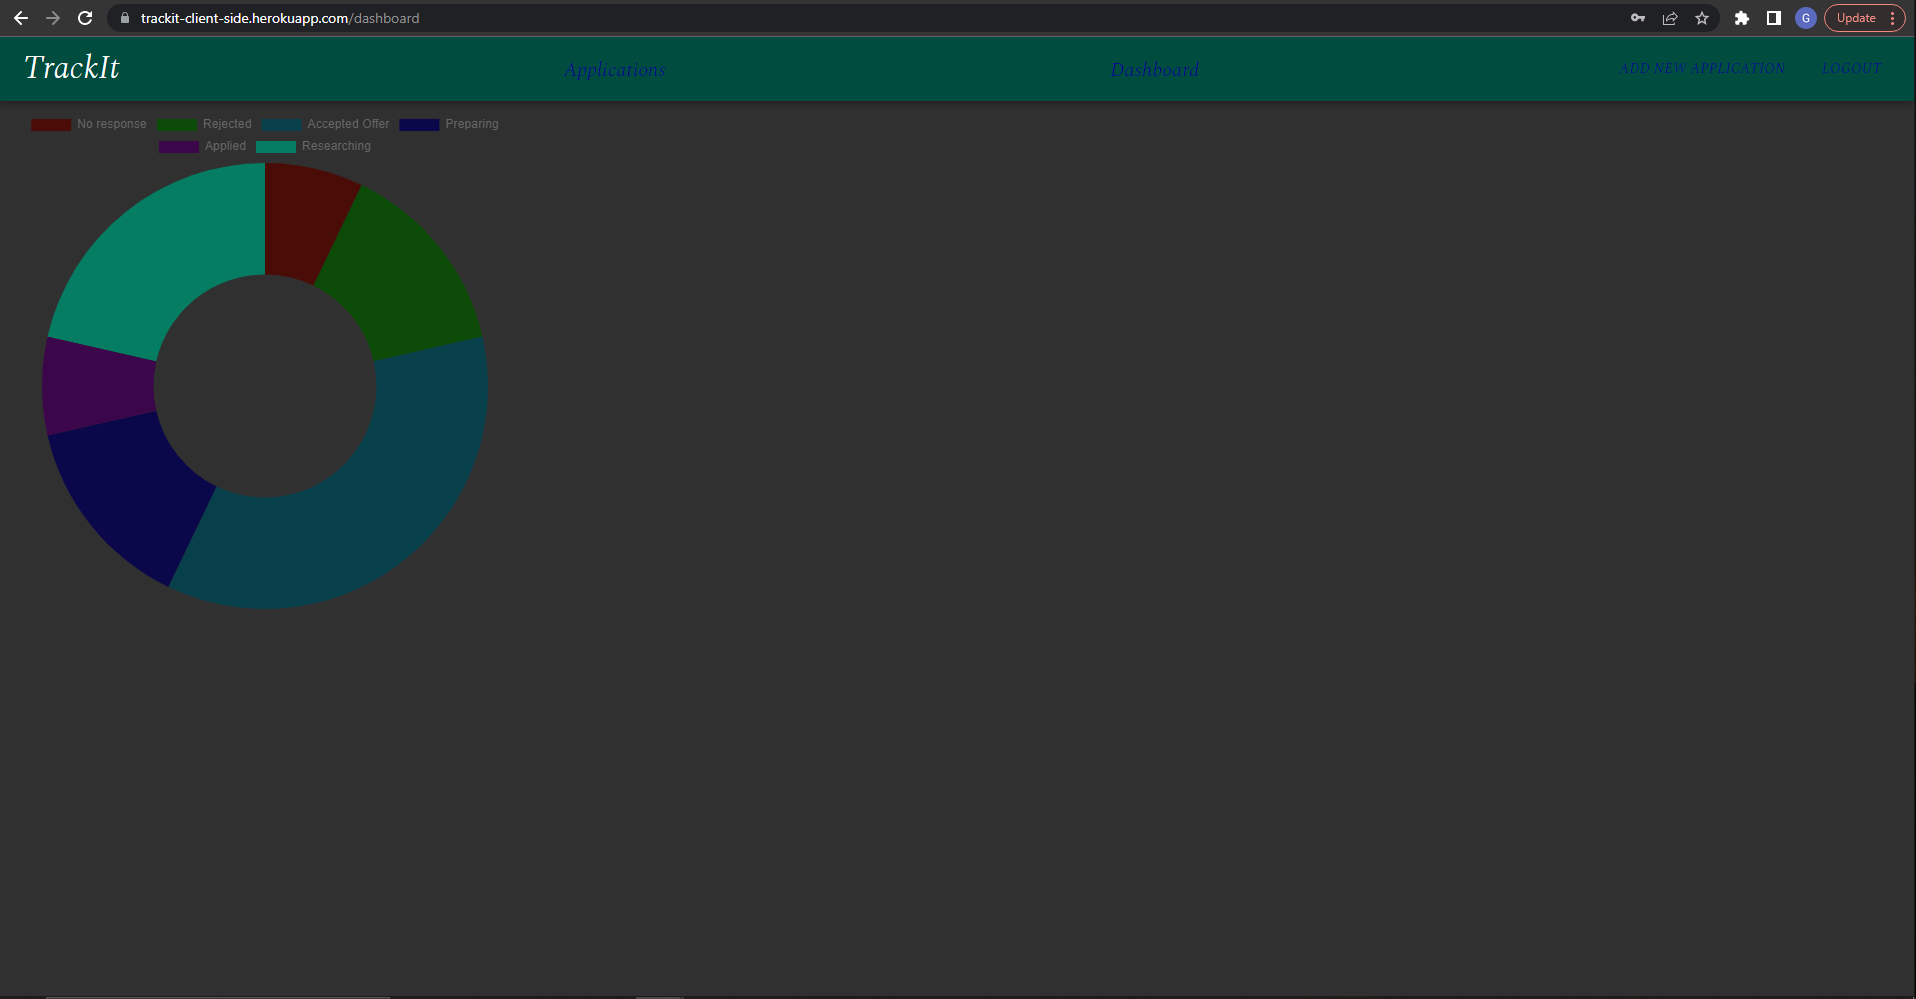 trackit-client-side.herokuapp.com/dashboard
G
Update
TrackIt
Applications
Dashboard
ADD NEW APPLICATION
LOGOUT
No response
Rejected
Accepted Offer
Preparing
Applied
Researching